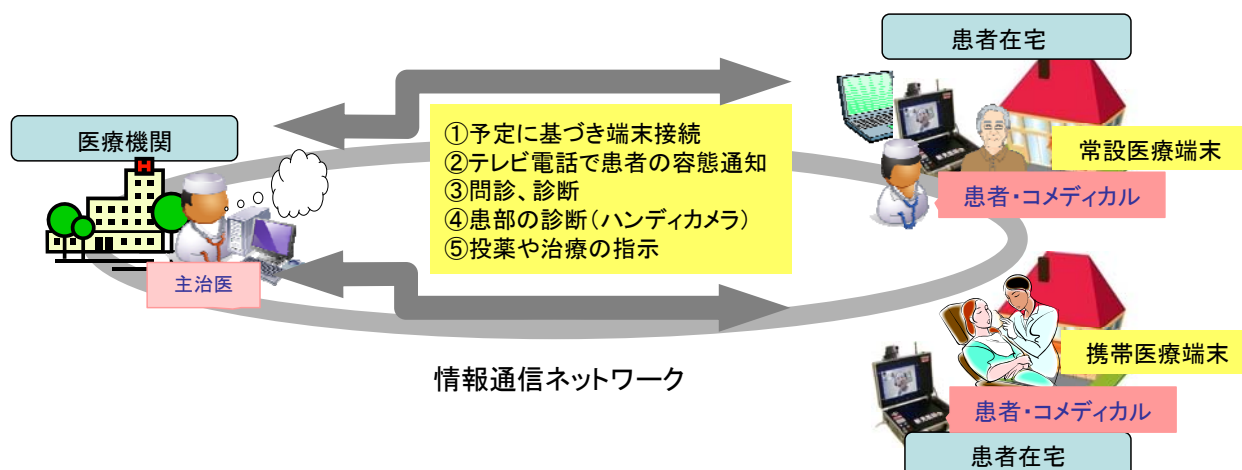 患者在宅
医療機関
H
①予定に基づき端末接続
②テレビ電話で患者の容態通知
③問診、診断
④患部の診断(ハンディカメラ)
⑤投薬や治療の指示
常設医療端末
患者・コメディカル
主治医
携帯医療端末
情報通信ネットワーク
患者・コメディカル
患者在宅